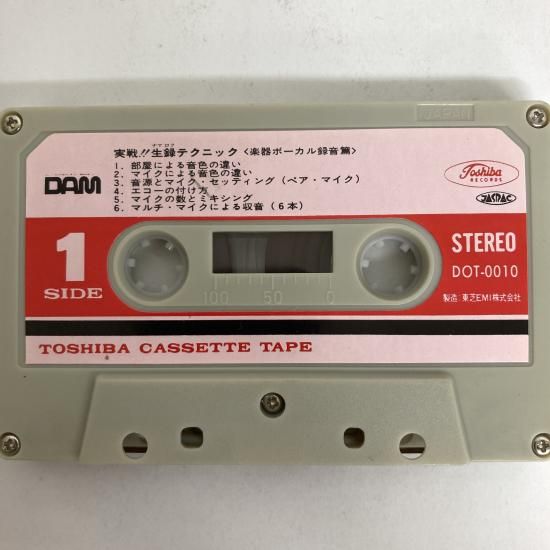 JAPAN
ナマロク
実戦!!生録テクニック〈楽器ボーカル録音篇〉
1. 部屋による音色の違い
2. マイクによる音色の違い
3. 音源とマイク・セッティング(ペア・マイク)
4. エコーの付け方
5. マイクの数とミキシング
6. マルチ・マイクによる収音(6本)
DAM
Toshiba
RECORDS
JASRAC
1
SIDE
STEREO
DOT-0010
100 50 0
製造:東芝EMI株式会社
TOSHIBA CASSETTE TAPE